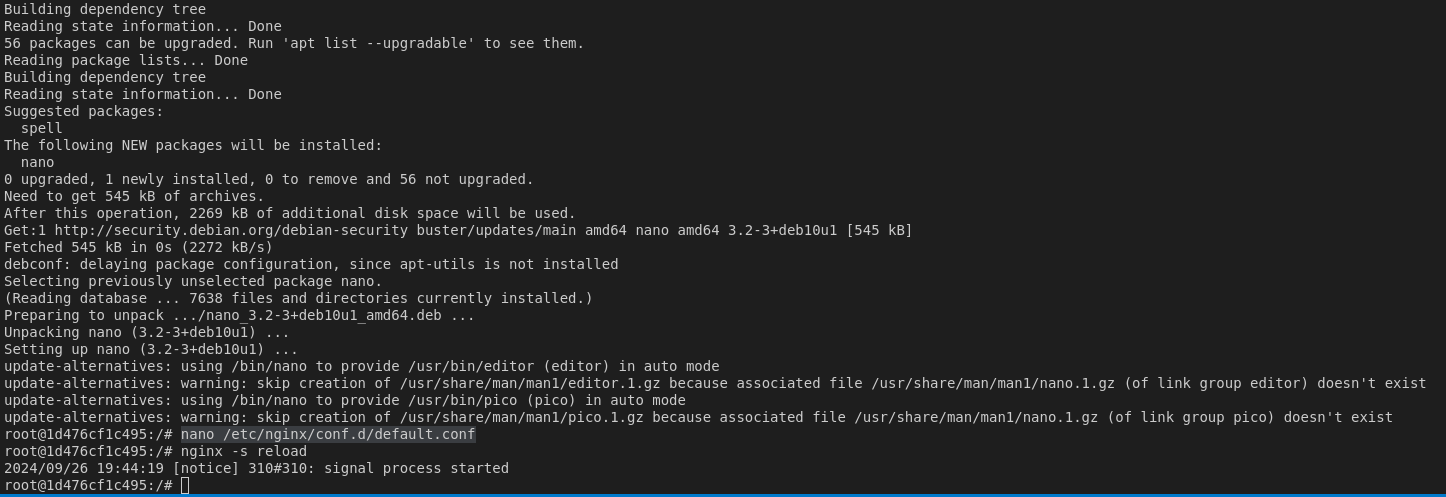 Building dependency tree
Reading state information... Done
56 packages can be upgraded. Run 'apt list --upgradable' to see them.
Reading package lists... Done
Building dependency tree
Reading state information... Done
Suggested packages:
  spell
The following NEW packages will be installed:
  nano
0 upgraded, 1 newly installed, 0 to remove and 56 not upgraded.
Need to get 545 kB of archives.
After this operation, 2269 kB of additional disk space will be used.
Get:1 http://security.debian.org/debian-security buster/updates/main amd64 nano amd64 3.2-3+deb10u1 [545 kB]
Fetched 545 kB in 0s (2272 kB/s)
debconf: delaying package configuration, since apt-utils is not installed
Selecting previously unselected package nano.
(Reading database ... 7638 files and directories currently installed.)
Preparing to unpack .../nano_3.2-3+deb10u1_amd64.deb ...
Unpacking nano (3.2-3+deb10u1) ...
Setting up nano (3.2-3+deb10u1) ...
update-alternatives: using /bin/nano to provide /usr/bin/editor (editor) in auto mode
update-alternatives: warning: skip creation of /usr/share/man/man1/editor.1.gz because associated file /usr/share/man/man1/nano.1.gz (of link group editor) doesn't exist
update-alternatives: using /bin/nano to provide /usr/bin/pico (pico) in auto mode
update-alternatives: warning: skip creation of /usr/share/man/man1/pico.1.gz because associated file /usr/share/man/man1/nano.1.gz (of link group pico) doesn't exist
root@1d476cf1c495:/# nano /etc/nginx/conf.d/default.conf
root@1d476cf1c495:/# nginx -s reload
2024/09/26 19:44:19 [notice] 310#310: signal process started
root@1d476cf1c495:/#